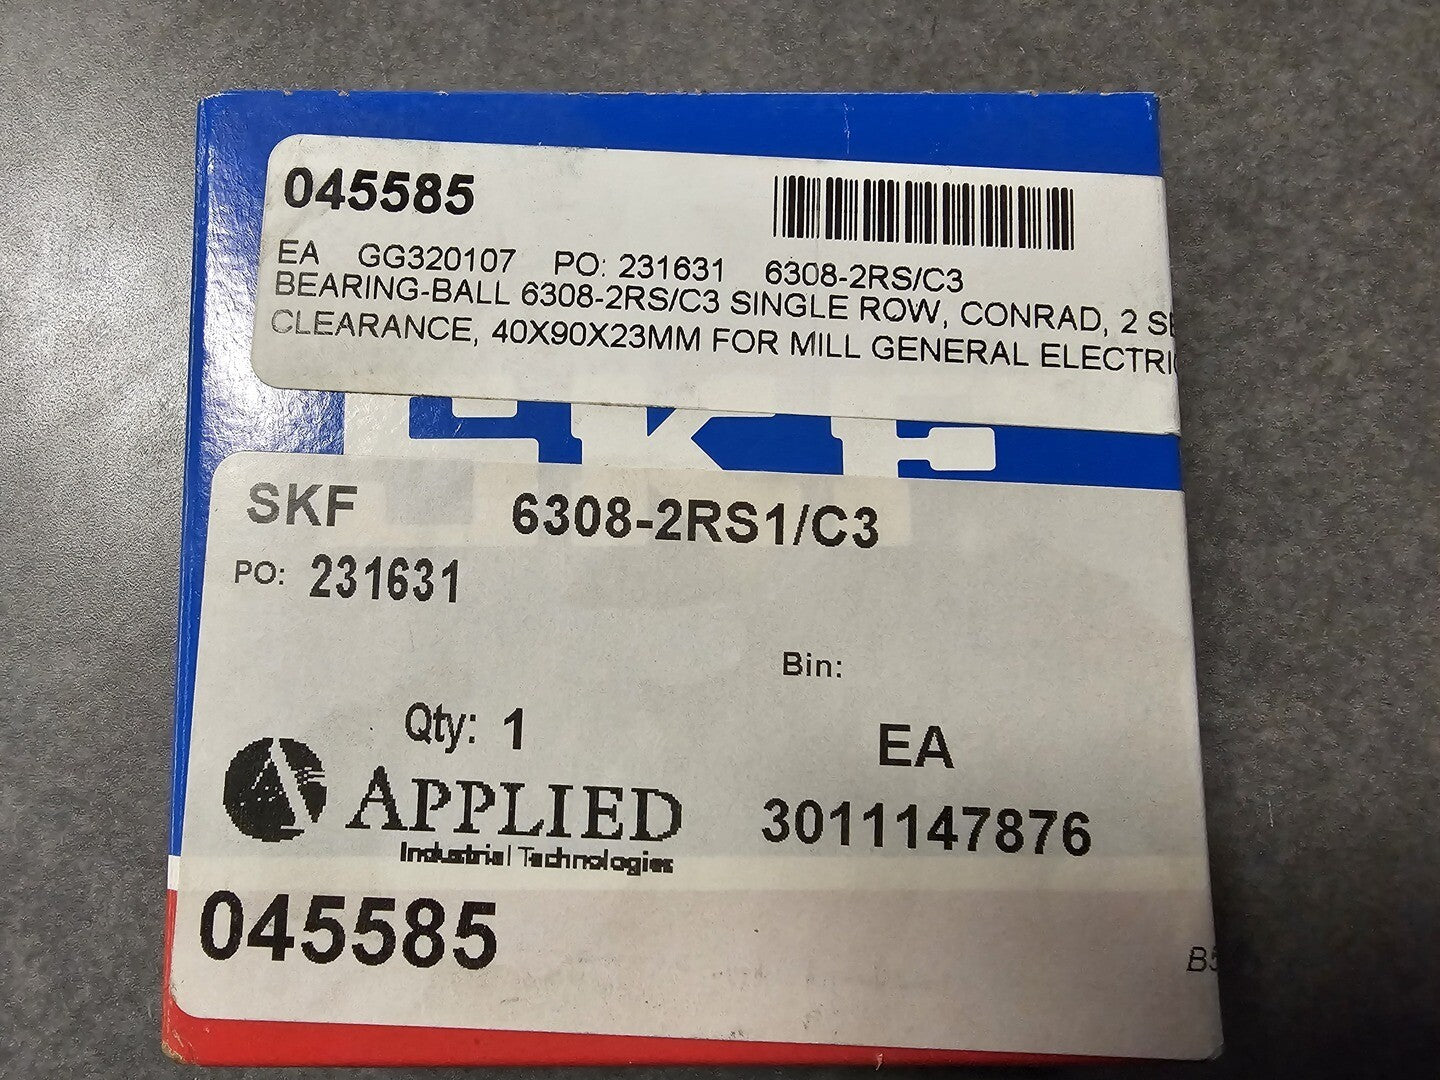 045585
EA GG320107 PO: 231631 6308-2RS/C3
BEARING-BALL 6308-2RS/C3 SINGLE ROW, CONRAD, 2
CLEARANCE, 40X90X23MM FOR MILL GENERAL
SKF
SKF 6308-2RS1/C3
PO: 231631
Bin:
Qty: 1
EA
APPLIED
3011147876
Industrial Technologies
045585